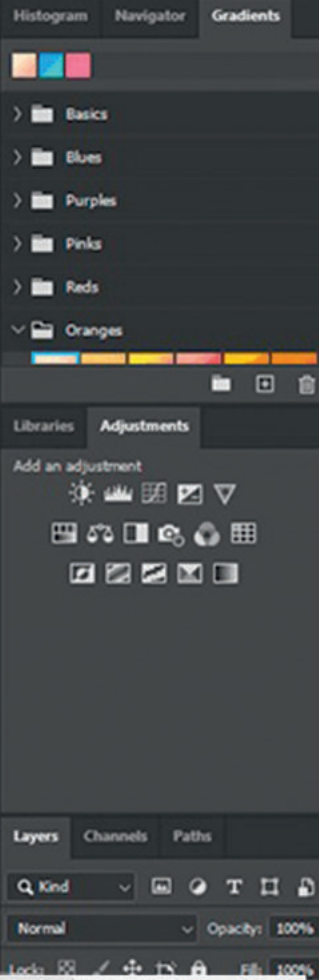 Histogram Navigator Gradients
Basics
Blues
Purples
Pinks
Reds
Oranges
Libraries Adjustments
Add an adjustment
Layers Channels Paths
Kind T
Normal Opacity: 100%
Lock: Fill: 100%